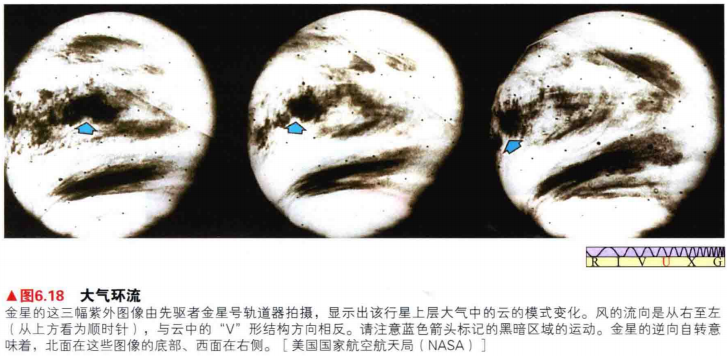 R I V U X G
▲图6.18 大气环流
金星的这三幅紫外图像由先驱者金星号轨道器拍摄，显示出该行星上层大气中的云的模式变化。风的流向是从右至左
（从上方看为顺时针），与云中的“V”形结构方向相反。请注意蓝色箭头标记的黑暗区域的运动。金星的逆向自转意
味着，北面在这些图像的底部、西面在右侧。［美国国家航空航天局（NASA）］